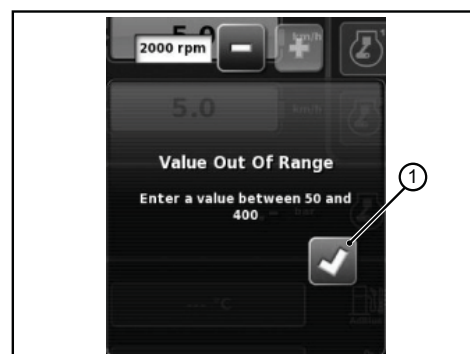 5.0 km/h
2000 rpm
5.0 km/h
Value Out Of Range
1
Enter a value between 50 and
400
bar
--- °C